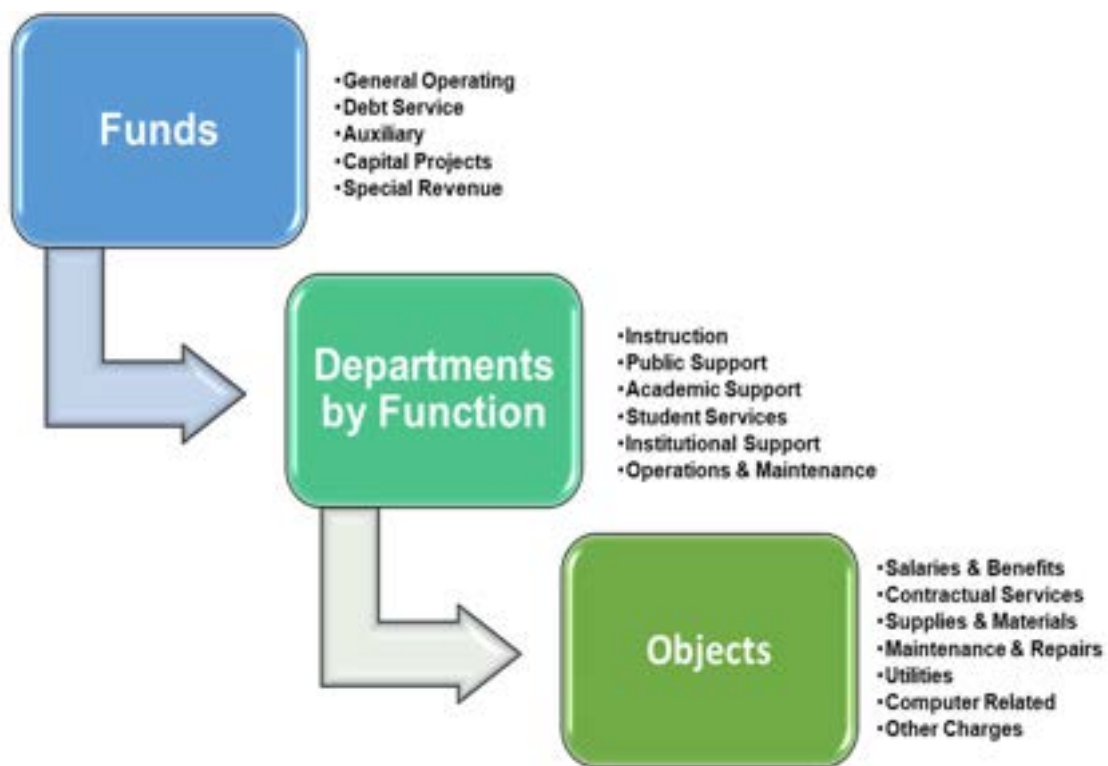 Funds
•General Operating
•Debt Service
•Auxiliary
•Capital Projects
•Special Revenue
Departments
by Function
•Instruction
•Public Support
•Academic Support
•Student Services
•Institutional Support
•Operations & Maintenance
Objects
•Salaries & Benefits
•Contractual Services
•Supplies & Materials
•Maintenance & Repairs
•Utilities
•Computer Related
•Other Charges